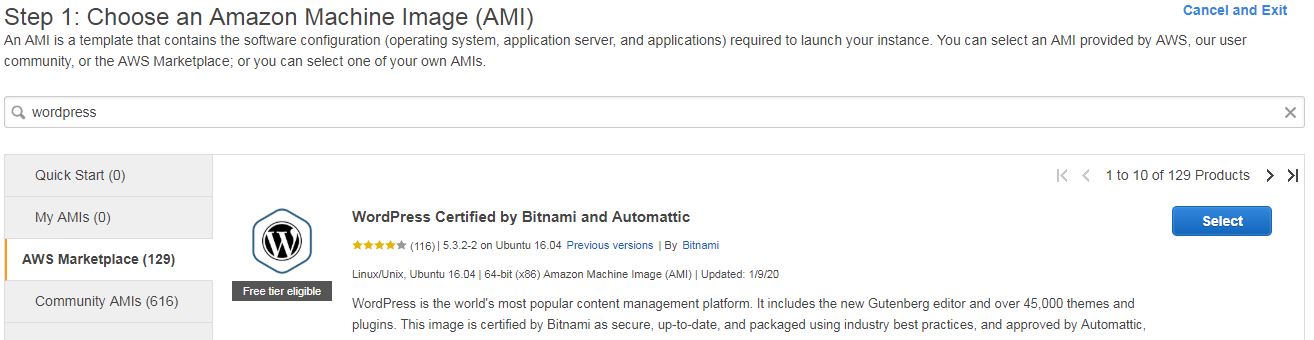 Step 1: Choose an Amazon Machine Image (AMI)
Cancel and Exit
An AMI is a template that contains the software configuration (operating system, application server, and applications) required to launch your instance. You can select an AMI provided by AWS, our user
community, or the AWS Marketplace; or you can select one of your own AMIs.
wordpress
Quick Start (0)
My AMIs (0)
AWS Marketplace (129)
Community AMIs (616)
1 to 10 of 129 Products
WordPress Certified by Bitnami and Automattic
Select
(116) | 5.3.2-2 on Ubuntu 16.04 Previous versions | By Bitnami
Linux/Unix, Ubuntu 16.04 | 64-bit (x86) Amazon Machine Image (AMI) | Updated: 1/9/20
Free tier eligible
WordPress is the world's most popular content management platform. It includes the new Gutenberg editor and over 45,000 themes and
plugins. This image is certified by Bitnami as secure, up-to-date, and packaged using industry best practices, and approved by Automattic,